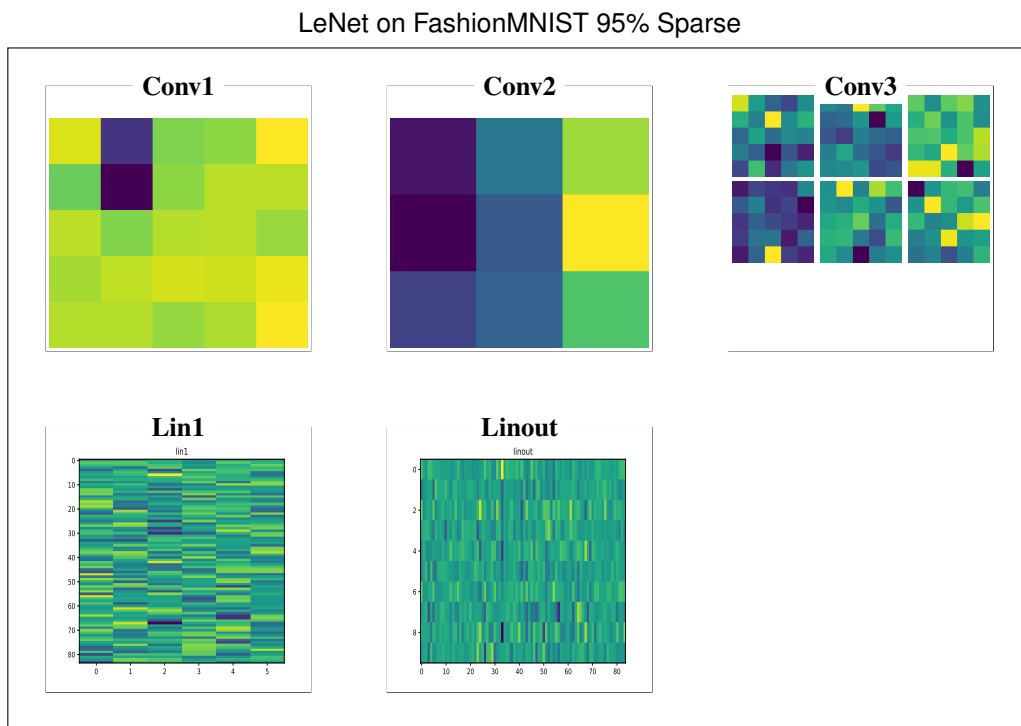 LeNet on FashionMNIST 95% Sparse
Conv1
Conv2
Conv3
Lin1
lin1
0
10
20
30
40
50
60
70
80
0 1 2 3 4 5
Linout
linout
0
2
4
6
8
0 10 20 30 40 50 60 70 80